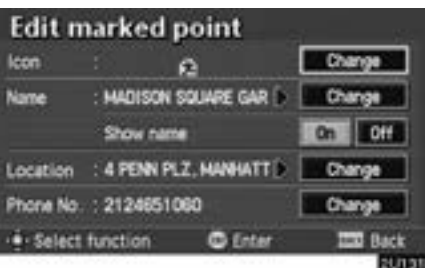 Edit marked point
Icon : Change
Name : MADISON SQUARE GAR Change
Show name On Off
Location : 4 PENN PLZ, MANHATT Change
Phone No. : 2124651060 Change
Select function Enter Back